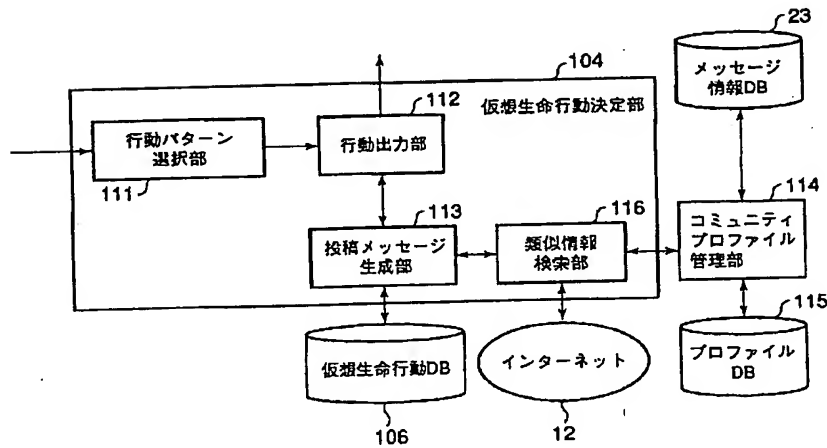 23
メッセージ
情報DB
104
112
仮想生命行動決定部
行動パターン
選択部
行動出力部
111
113
116
114
投稿メッセージ
生成部
類似情報
検索部
コミュニティ
プロファイル
管理部
115
仮想生命行動DB
インターネット
プロファイル
DB
106
12